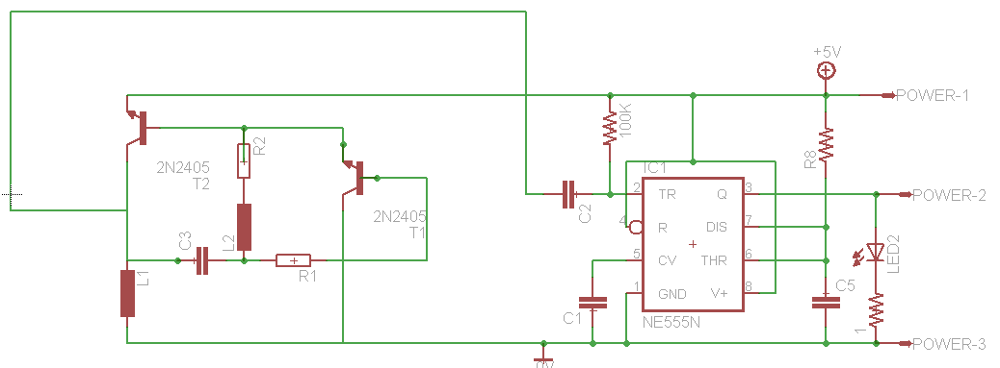 +5V
POWER-1
100K
R2
R8
2N2405
T2
IC1
2
TR
Q
3
POWER-2
C2
2N2405
T1
4
R
DIS
7
C3
L2
LED2
5
CV
THR
6
R1
L1
C5
1
GND
V+
8
C1
NE555N
1
POWER-3
0V